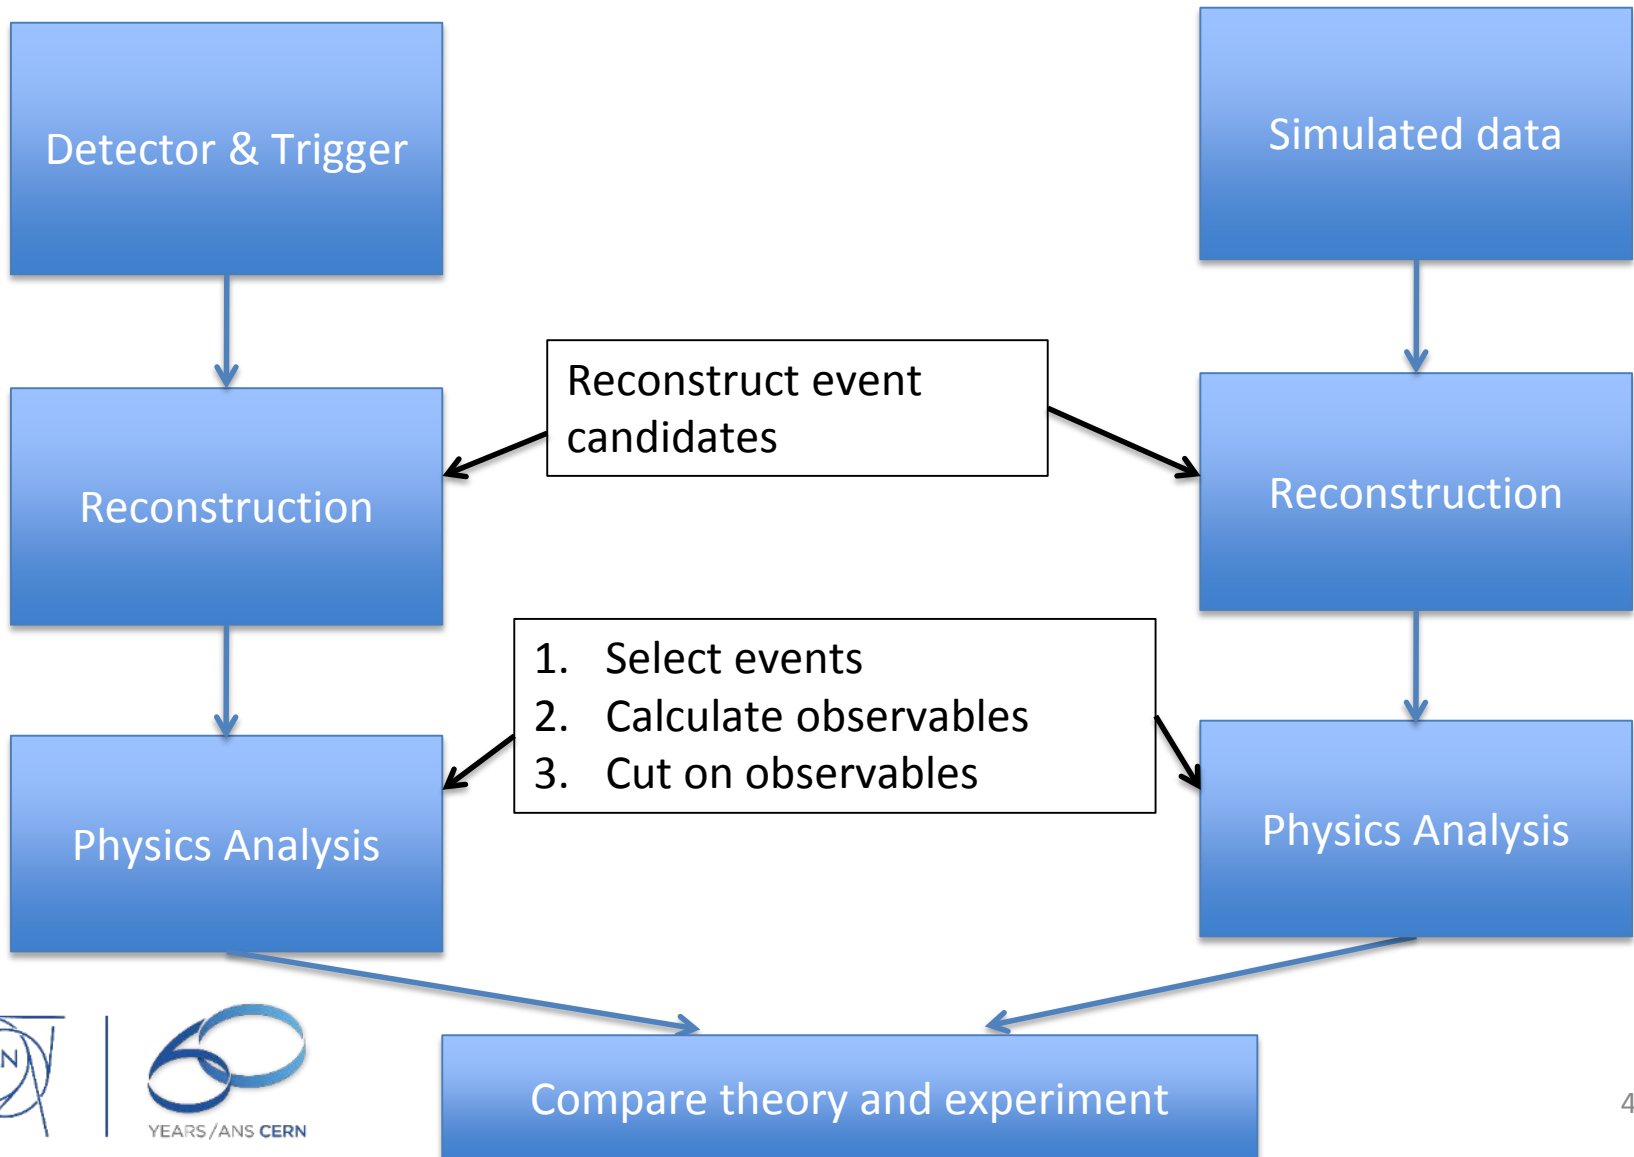 Detector & Trigger
Simulated data
Reconstruct event
candidates
Reconstruction
Reconstruction
1. Select events
2. Calculate observables
3. Cut on observables
Physics Analysis
Physics Analysis
Compare theory and experiment
N
YEARS/ANS CERN
4